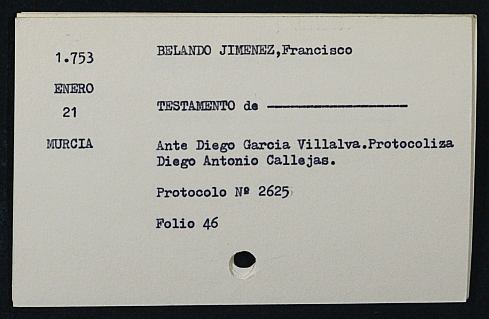 1.753
BELANDO JIMENEZ,Francisco
ENERO
21
TESTAMENTO de
MURCIA
Ante Diego Garcia Villalva.Protocoliza
Diego Antonio Callejas.
Protocolo Nº 2625
Folio 46